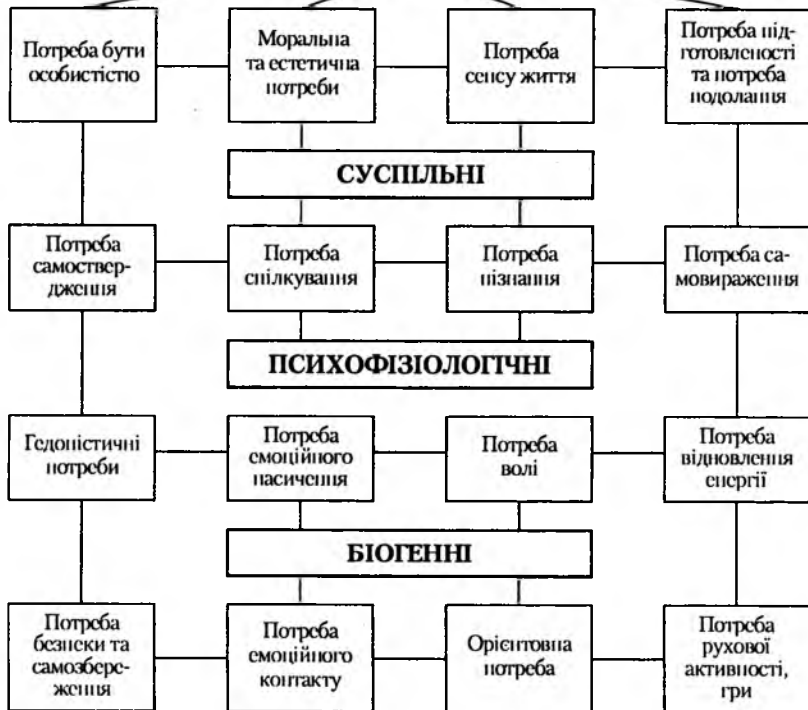 Потреба бути
особистістю
Моральна
та естетична
потреби
Потреба
сенсу життя
Потреба під-
готовленості
та потреба
подолання
СУСПІЛЬНІ
Потреба
самоствер-
дження
Потреба
спілкування
Потреба
пізнання
Потреба са-
мовираження
ПСИХОФІЗІОЛОГІЧНІ
Гедоністичні
потреби
Потреба
емоційного
насичення
Потреба
волі
Потреба
відновлення
енергії
БІОГЕННІ
Потреба
безпеки та
самозбере-
ження
Потреба
емоційного
контакту
Орієнтовна
потреба
Потреба
рухової
активності,
гри